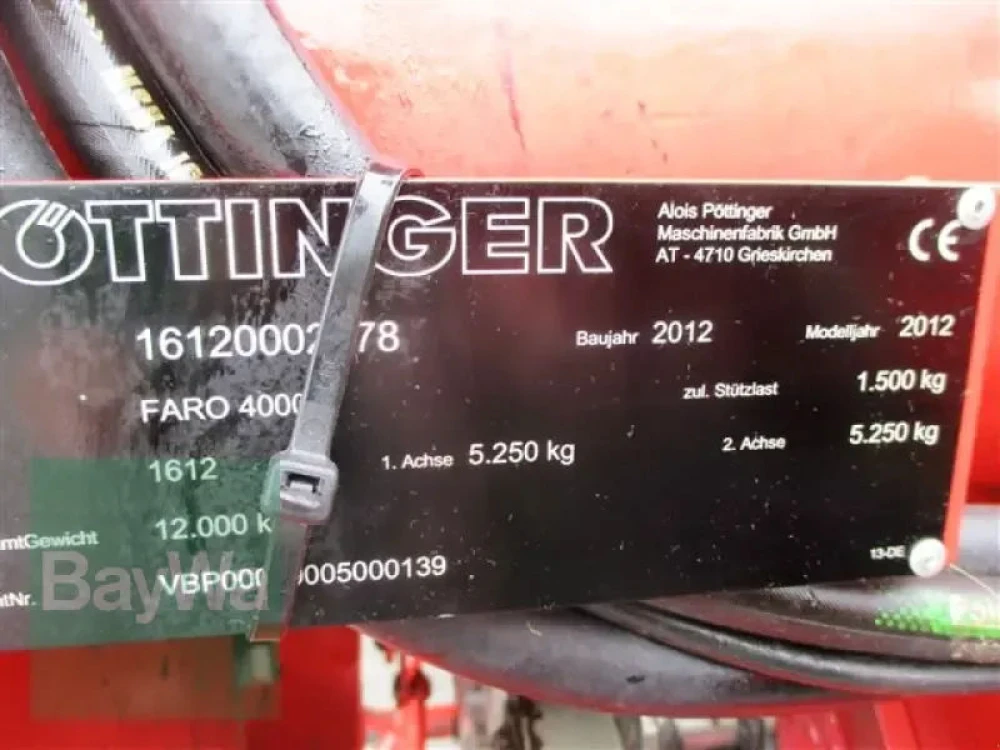 PÖTTINGER
Alois Pöttinger
Maschinenfabrik GmbH
AT - 4710 Grieskirchen
CE
Baujahr 2012
Modelljahr 2012
FARO 4000
zul. Stützlast 1.500 kg
1612
1. Achse 5.250 kg
2. Achse 5.250 kg
12.000 k
13-DE
BayWa